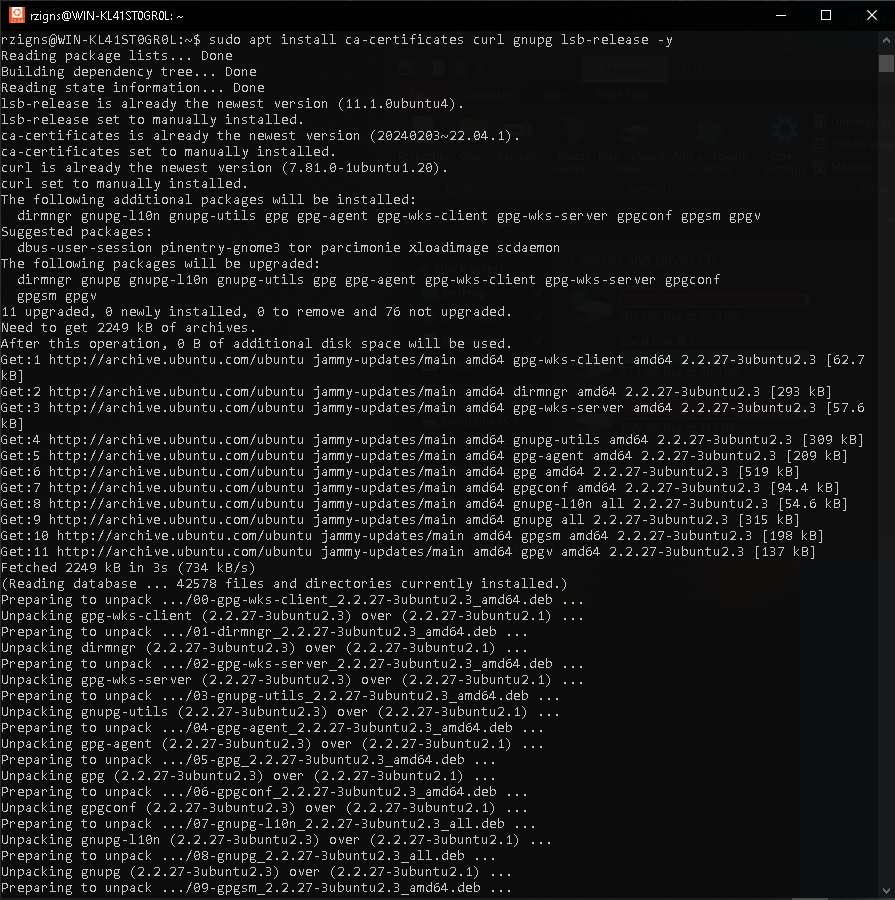 rzigns@WIN-KL41ST0GR0L: ~
rzigns@WIN-KL41ST0GR0L:~$ sudo apt install ca-certificates curl gnupg lsb-release -y
Reading package lists... Done
Building dependency tree... Done
Reading state information... Done
lsb-release is already the newest version (11.1.0ubuntu4).
lsb-release set to manually installed.
ca-certificates is already the newest version (20240203~22.04.1).
ca-certificates set to manually installed.
curl is already the newest version (7.81.0-1ubuntu1.20).
curl set to manually installed.
The following additional packages will be installed:
  dirmngr gnupg-l10n gnupg-utils gpg gpg-agent gpg-wks-client gpg-wks-server gpgconf gpgsm gpgv
Suggested packages:
  dbus-user-session pinentry-gnome3 tor parcimonie xloadimage scdaemon
The following packages will be upgraded:
  dirmngr gnupg gnupg-l10n gnupg-utils gpg gpg-agent gpg-wks-client gpg-wks-server gpgconf
  gpgsm gpgv
11 upgraded, 0 newly installed, 0 to remove and 76 not upgraded.
Need to get 2249 kB of archives.
After this operation, 0 B of additional disk space will be used.
Get:1 http://archive.ubuntu.com/ubuntu jammy-updates/main amd64 gpg-wks-client amd64 2.2.27-3ubuntu2.3 [62.7
kB]
Get:2 http://archive.ubuntu.com/ubuntu jammy-updates/main amd64 dirmngr amd64 2.2.27-3ubuntu2.3 [293 kB]
Get:3 http://archive.ubuntu.com/ubuntu jammy-updates/main amd64 gpg-wks-server amd64 2.2.27-3ubuntu2.3 [57.6
kB]
Get:4 http://archive.ubuntu.com/ubuntu jammy-updates/main amd64 gnupg-utils amd64 2.2.27-3ubuntu2.3 [309 kB]
Get:5 http://archive.ubuntu.com/ubuntu jammy-updates/main amd64 gpg-agent amd64 2.2.27-3ubuntu2.3 [209 kB]
Get:6 http://archive.ubuntu.com/ubuntu jammy-updates/main amd64 gpg amd64 2.2.27-3ubuntu2.3 [519 kB]
Get:7 http://archive.ubuntu.com/ubuntu jammy-updates/main amd64 gpgconf amd64 2.2.27-3ubuntu2.3 [94.4 kB]
Get:8 http://archive.ubuntu.com/ubuntu jammy-updates/main amd64 gnupg-l10n all 2.2.27-3ubuntu2.3 [54.6 kB]
Get:9 http://archive.ubuntu.com/ubuntu jammy-updates/main amd64 gnupg all 2.2.27-3ubuntu2.3 [315 kB]
Get:10 http://archive.ubuntu.com/ubuntu jammy-updates/main amd64 gpgsm amd64 2.2.27-3ubuntu2.3 [198 kB]
Get:11 http://archive.ubuntu.com/ubuntu jammy-updates/main amd64 gpgv amd64 2.2.27-3ubuntu2.3 [137 kB]
Fetched 2249 kB in 3s (734 kB/s)
(Reading database ... 42578 files and directories currently installed.)
Preparing to unpack .../00-gpg-wks-client_2.2.27-3ubuntu2.3_amd64.deb ...
Unpacking gpg-wks-client (2.2.27-3ubuntu2.3) over (2.2.27-3ubuntu2.1) ...
Preparing to unpack .../01-dirmngr_2.2.27-3ubuntu2.3_amd64.deb ...
Unpacking dirmngr (2.2.27-3ubuntu2.3) over (2.2.27-3ubuntu2.1) ...
Preparing to unpack .../02-gpg-wks-server_2.2.27-3ubuntu2.3_amd64.deb ...
Unpacking gpg-wks-server (2.2.27-3ubuntu2.3) over (2.2.27-3ubuntu2.1) ...
Preparing to unpack .../03-gnupg-utils_2.2.27-3ubuntu2.3_amd64.deb ...
Unpacking gnupg-utils (2.2.27-3ubuntu2.3) over (2.2.27-3ubuntu2.1) ...
Preparing to unpack .../04-gpg-agent_2.2.27-3ubuntu2.3_amd64.deb ...
Unpacking gpg-agent (2.2.27-3ubuntu2.3) over (2.2.27-3ubuntu2.1) ...
Preparing to unpack .../05-gpg_2.2.27-3ubuntu2.3_amd64.deb ...
Unpacking gpg (2.2.27-3ubuntu2.3) over (2.2.27-3ubuntu2.1) ...
Preparing to unpack .../06-gpgconf_2.2.27-3ubuntu2.3_amd64.deb ...
Unpacking gpgconf (2.2.27-3ubuntu2.3) over (2.2.27-3ubuntu2.1) ...
Preparing to unpack .../07-gnupg-l10n_2.2.27-3ubuntu2.3_all.deb ...
Unpacking gnupg-l10n (2.2.27-3ubuntu2.3) over (2.2.27-3ubuntu2.1) ...
Preparing to unpack .../08-gnupg_2.2.27-3ubuntu2.3_all.deb ...
Unpacking gnupg (2.2.27-3ubuntu2.3) over (2.2.27-3ubuntu2.1) ...
Preparing to unpack .../09-gpgsm_2.2.27-3ubuntu2.3_amd64.deb ...